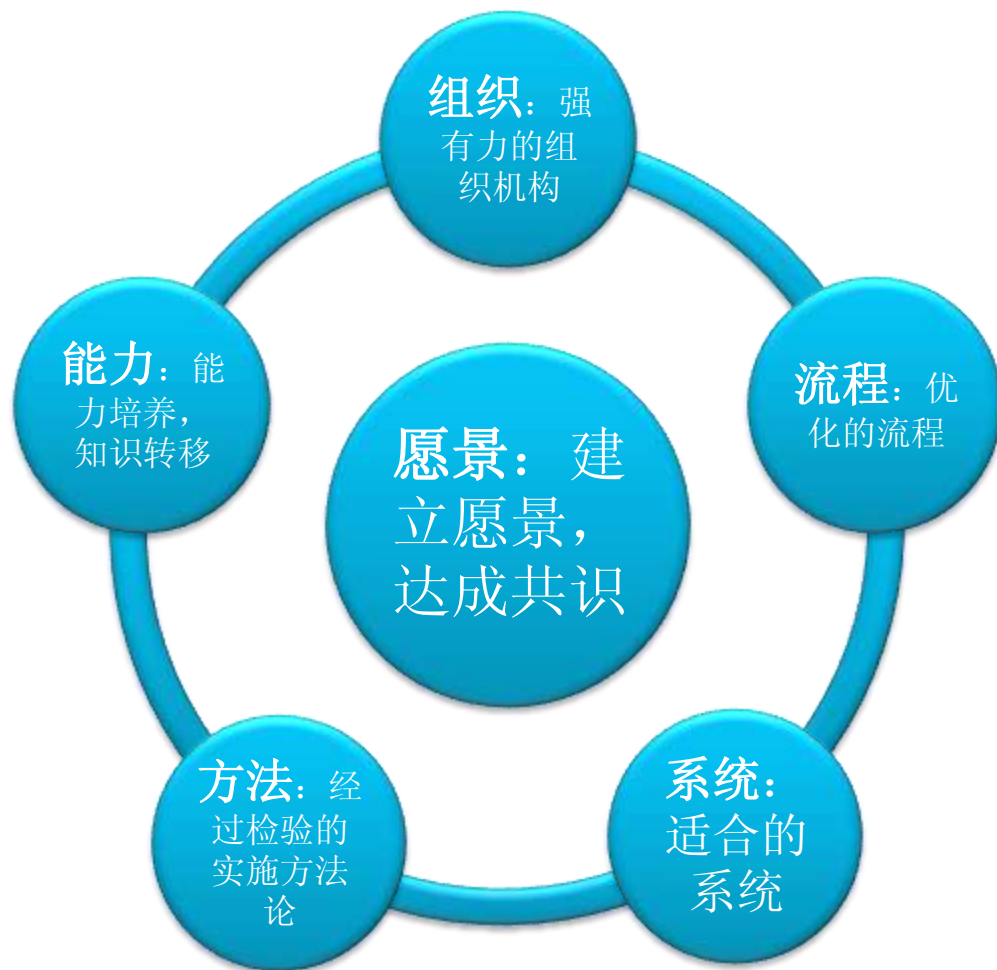 组织：强
有力的组
织机构
流程：优
化的流程
系统：
适合的
系统
方法：经
过检验的
实施方法
论
能力：能
力培养，
知识转移
愿景：建
立愿景，
达成共识